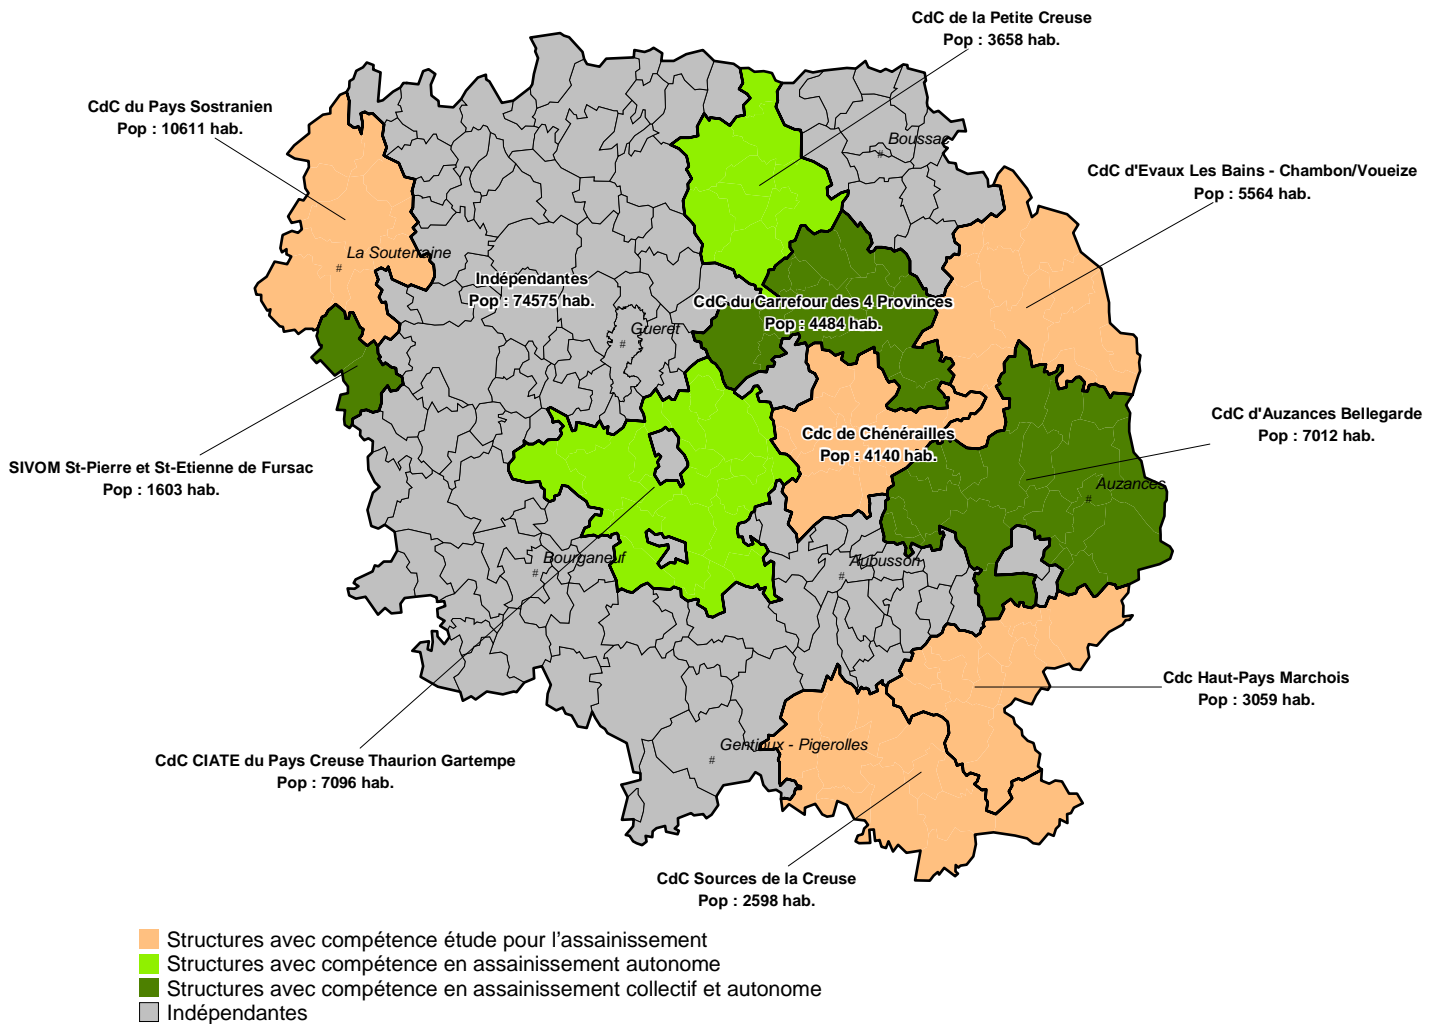 CdC de la Petite Creuse
Pop : 3658 hab.
CdC du Pays Sostranien
Pop : 10611 hab.
Boussac
#
CdC d'Evaux Les Bains - Chambon/Voueize
Pop : 5564 hab.
La Souterraine
#
Indépendantes
Pop : 74575 hab.
CdC du Carrefour des 4 Provinces
Pop : 4484 hab.
Gueret
#
CdC d'Auzances Bellegarde
Pop : 7012 hab.
Cdc de Chénérailles
Pop : 4140 hab.
SIVOM St-Pierre et St-Etienne de Fursac
Pop : 1603 hab.
Auzances
#
Bourganeuf
#
Aubusson
#
Cdc Haut-Pays Marchois
Pop : 3059 hab.
Gentioux - Pigerolles
#
CdC CIATE du Pays Creuse Thaurion Gartempe
Pop : 7096 hab.
CdC Sources de la Creuse
Pop : 2598 hab.
Structures avec compétence étude pour l'assainissement
Structures avec compétence en assainissement autonome
Structures avec compétence en assainissement collectif et autonome
Indépendantes